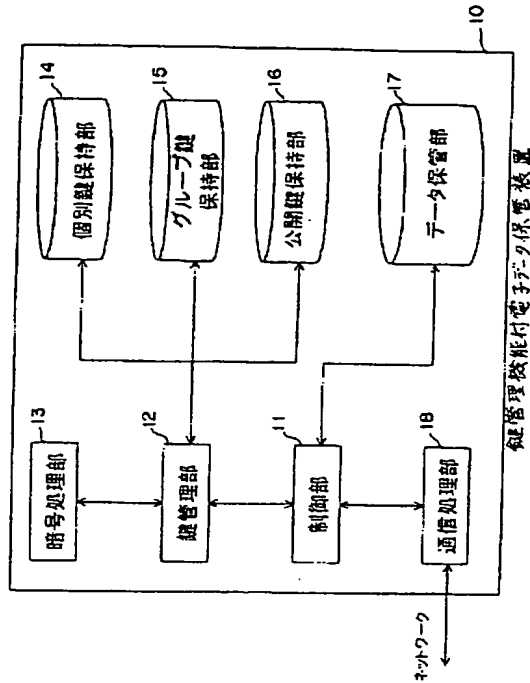 14
個別鍵保持部
15
グループ鍵
保持部
16
公開鍵保持部
17
データ保管部
13
暗号処理部
12
鍵管理部
11
制御部
18
通信処理部
10
ネットワーク
鍵管理機能付電子データ保管装置